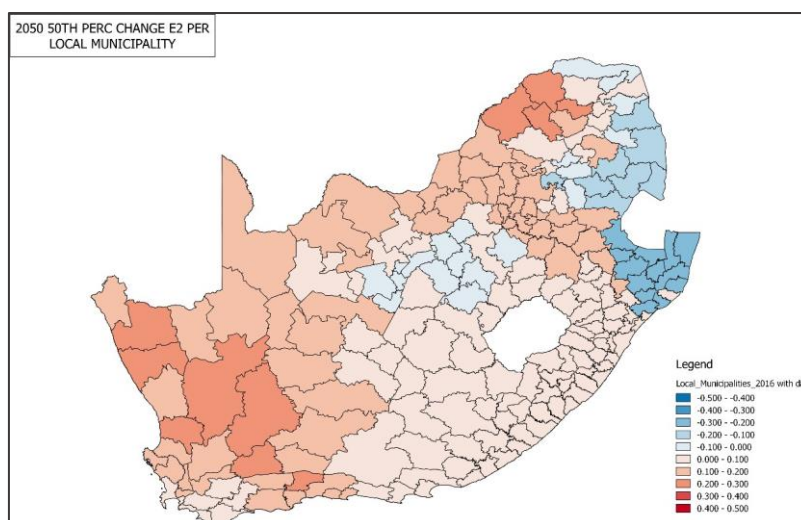 2050 50TH PERC CHANGE E2 PER
LOCAL MUNICIPALITY
Legend
Local_Municipalities_2016 with d
-0.500 - -0.400
-0.400 - -0.300
-0.300 - -0.200
-0.200 - -0.100
-0.100 - 0.000
0.000 - 0.100
0.100 - 0.200
0.200 - 0.300
0.300 - 0.400
0.400 - 0.500